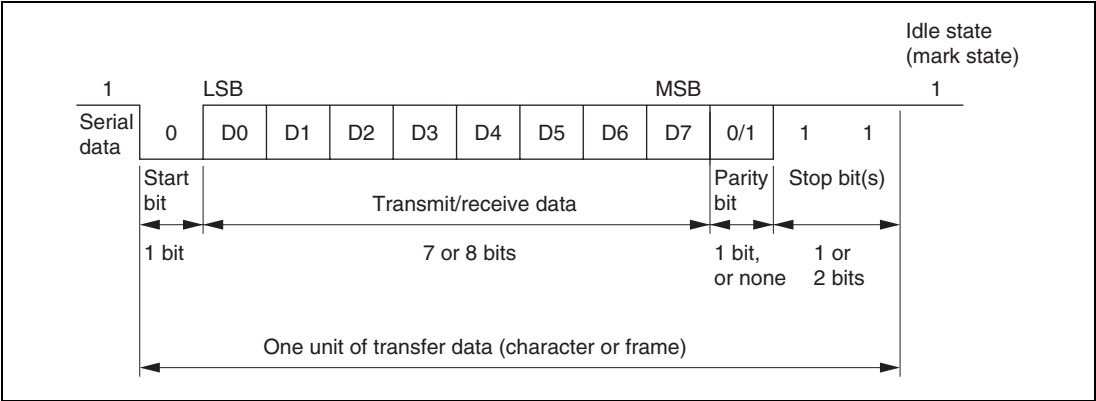 Idle state
(mark state)
1 LSB MSB 1
Serial
data
0 D0 D1 D2 D3 D4 D5 D6 D7 0/1 1 1
Start
bit
Transmit/receive data
Parity
bit
Stop bit(s)
1 bit
7 or 8 bits
1 bit,
or none
1 or
2 bits
One unit of transfer data (character or frame)